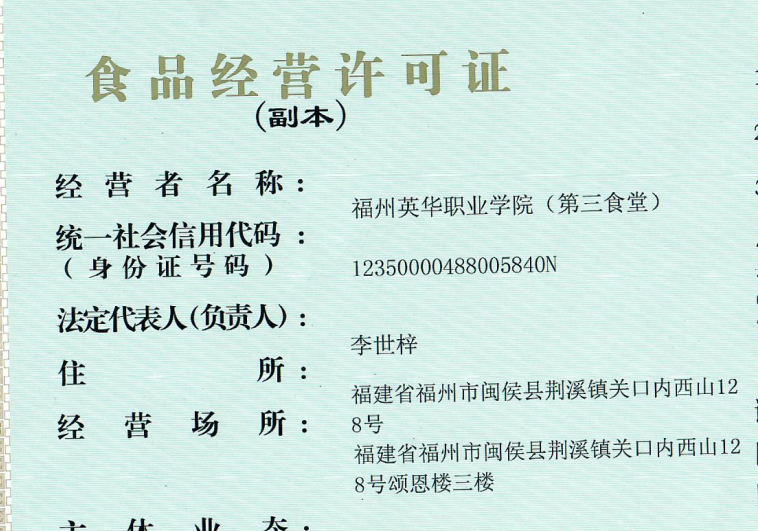 食品经营许可证
(副本)
经营者名称： 福州英华职业学院（第三食堂）
统一社会信用代码：
(身份证号码) 12350000488005840N
法定代表人(负责人)： 李世梓
住所： 福建省福州市闽侯县荆溪镇关口内西山12
8号
经营场所： 福建省福州市闽侯县荆溪镇关口内西山12
8号颂恩楼三楼
主体业态：